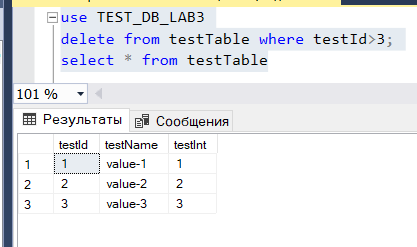 use TEST_DB_LAB3
delete from testTable where testId>3;
select * from testTable
101 %
Результаты Сообщения
testId testName testInt
1 1 value-1 1
2 2 value-2 2
3 3 value-3 3